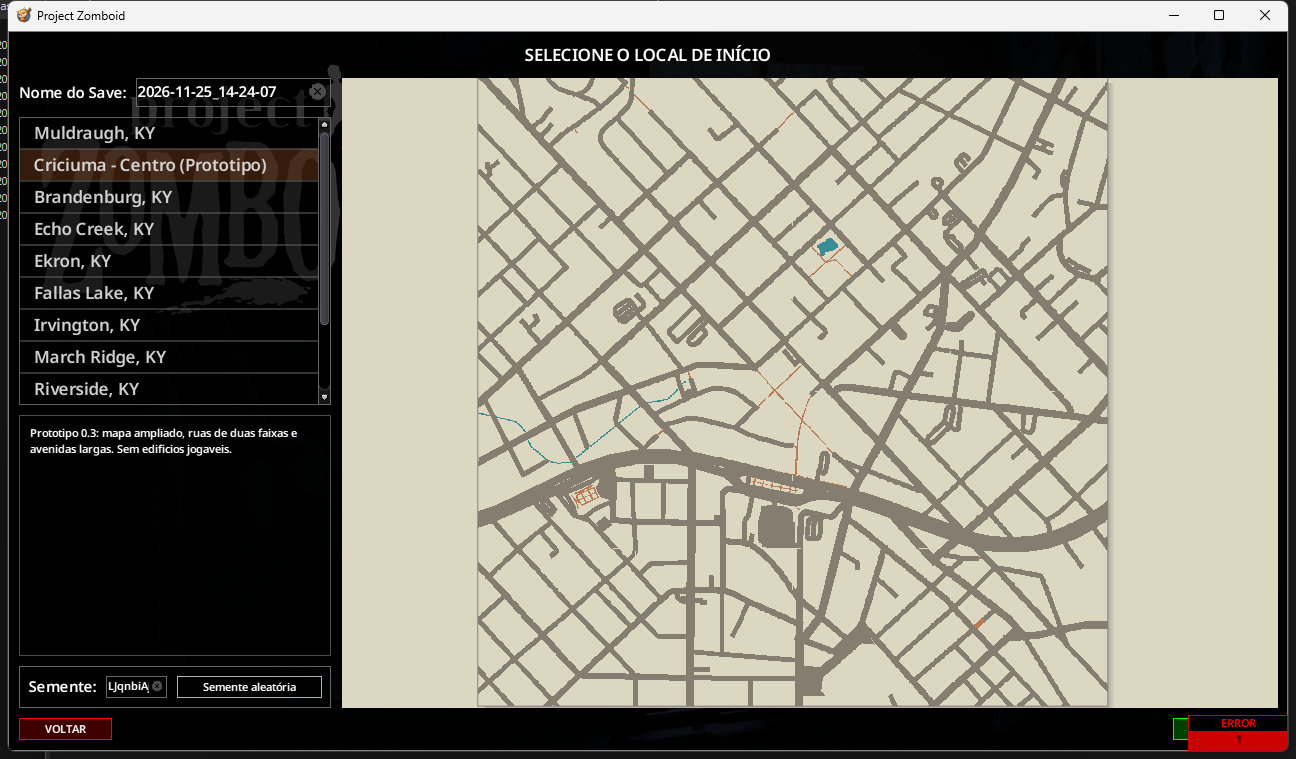 Project Zomboid
SELECIONE O LOCAL DE INÍCIO
Nome do Save: 2026-11-25_14-24-07
project
ZOMBO
Muldraugh, KY
Criciuma - Centro (Prototipo)
Brandenburg, KY
Echo Creek, KY
Ekron, KY
Fallas Lake, KY
Irvington, KY
March Ridge, KY
Riverside, KY
Prototipo 0.3: mapa ampliado, ruas de duas faixas e
avenidas largas. Sem edificios jogaveis.
Semente: LJqnbiA Semente aleatória
VOLTAR
ERROR
1